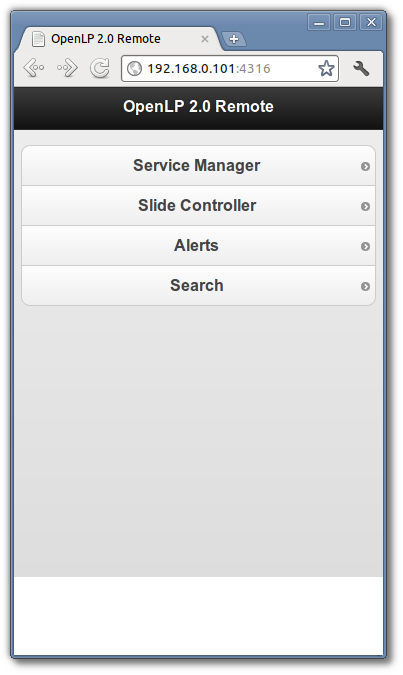 OpenLP 2.0 Remote
192.168.0.101:4316
OpenLP 2.0 Remote
Service Manager
Slide Controller
Alerts
Search